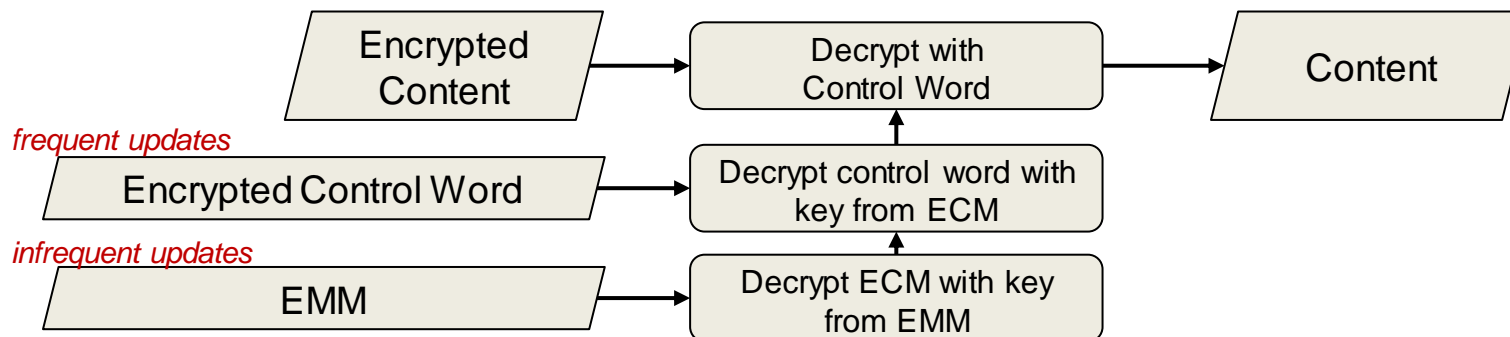 Encrypted
Content
Decrypt with
Control Word
Content
frequent updates
Encrypted Control Word
Decrypt control word with
key from ECM
infrequent updates
EMM
Decrypt ECM with key
from EMM